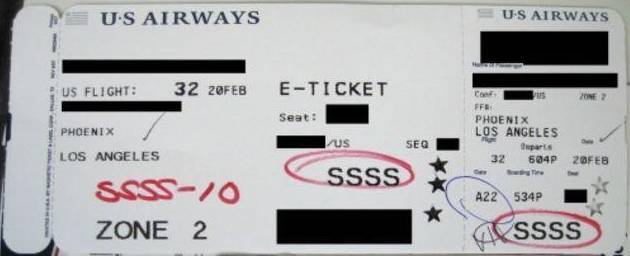 U·S AIRWAYS
US FLIGHT: 32 20FEB
PHOENIX
LOS ANGELES
SSSS-10
ZONE 2
E-TICKET
Seat:
/US SEQ
SSSS
U·S AIRWAYS
Name of Passenger
Conf: /US ZONE 2
FF#:
PHOENIX
LOS ANGELES
Flight Departs Date
32 604P 20FEB
Gate Boarding Time Seat
A22 534P
SSSS